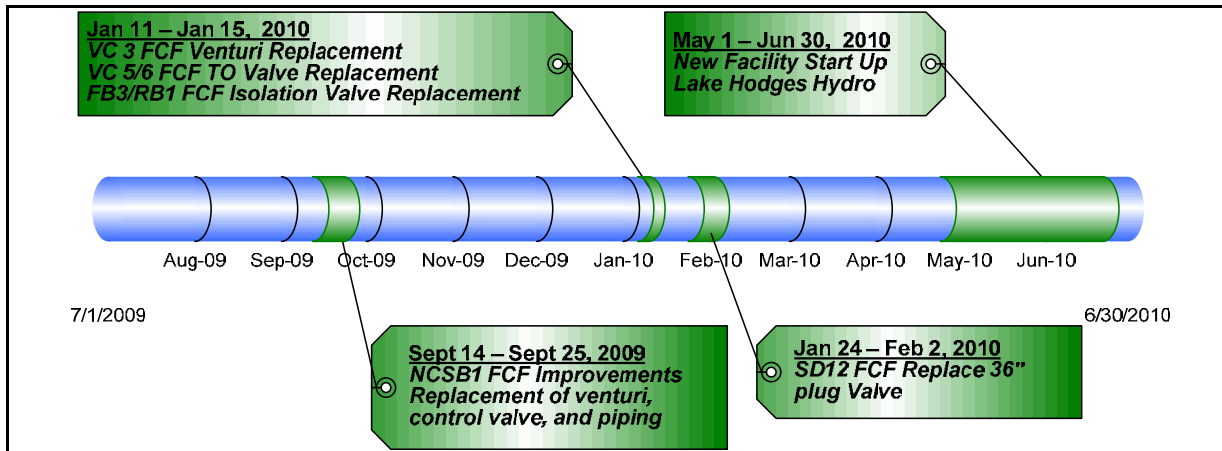 Jan 11 – Jan 15, 2010
VC 3 FCF Venturi Replacement
VC 5/6 FCF TO Valve Replacement
FB3/RB1 FCF Isolation Valve Replacement
May 1 – Jun 30, 2010
New Facility Start Up
Lake Hodges Hydro
Aug-09 Sep-09 Oct-09 Nov-09 Dec-09 Jan-10 Feb-10 Mar-10 Apr-10 May-10 Jun-10
7/1/2009
6/30/2010
Sept 14 – Sept 25, 2009
NCSB1 FCF Improvements
Replacement of venturi,
control valve, and piping
Jan 24 – Feb 2, 2010
SD12 FCF Replace 36"
plug Valve